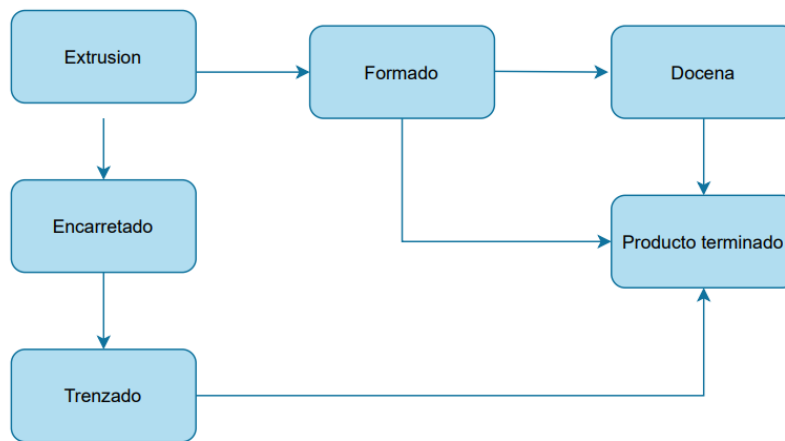 Extrusion
Formado
Docena
Encarretado
Producto terminado
Trenzado